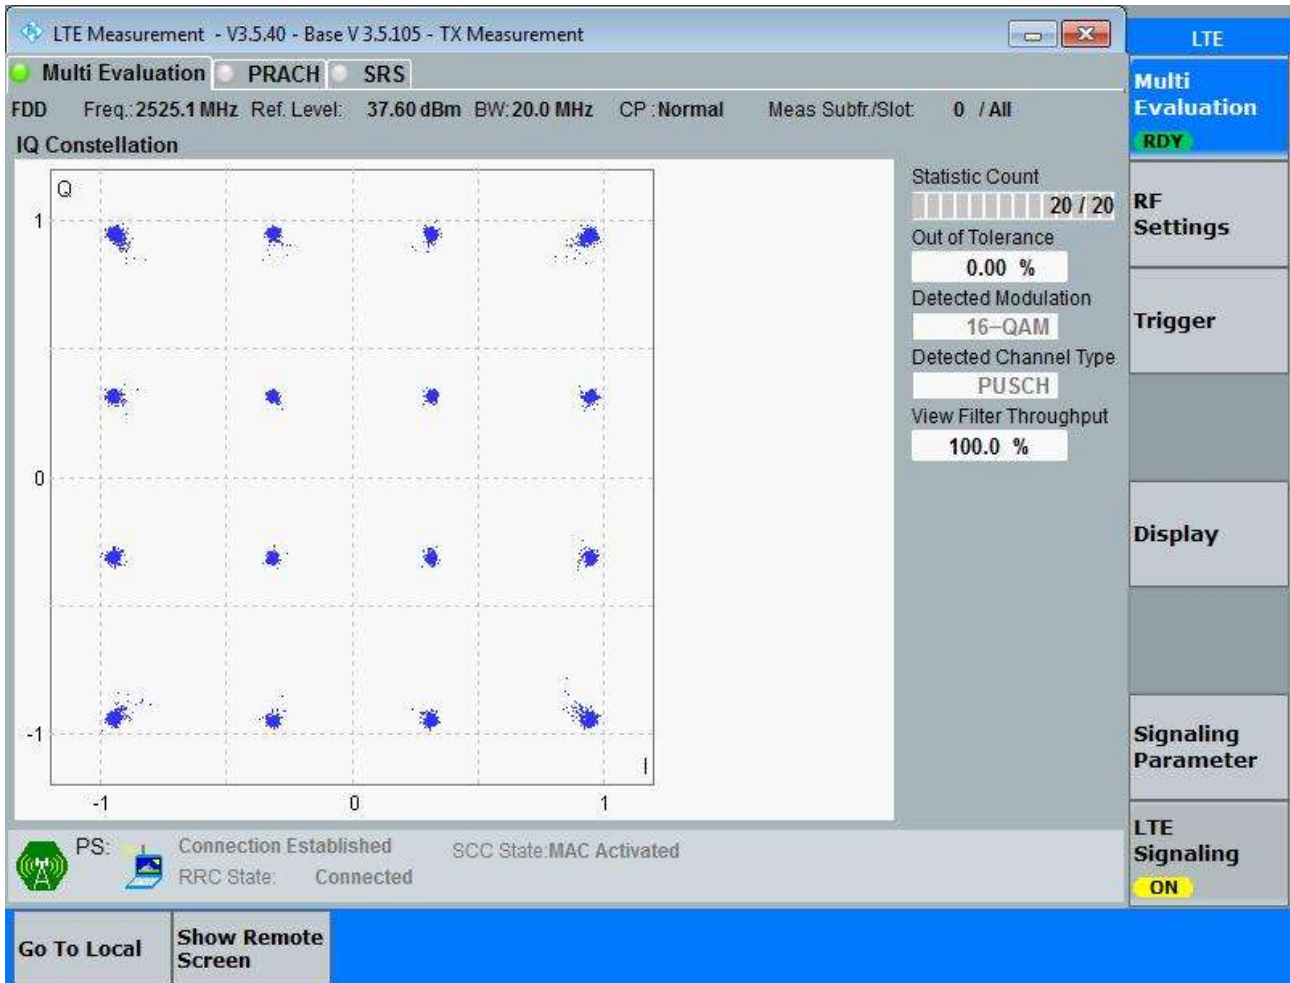 LTE Measurement - V3.5.40 - Base V 3.5.105 - TX Measurement
LTE
Multi Evaluation PRACH SRS
FDD Freq.: 2525.1 MHz Ref. Level: 37.60 dBm BW: 20.0 MHz CP : Normal Meas Subfr./Slot: 0 / All
IQ Constellation
Q
1
0
-1
I
-1 0 1
Statistic Count
20 / 20
Out of Tolerance
0.00 %
Detected Modulation
16-QAM
Detected Channel Type
PUSCH
View Filter Throughput
100.0 %
Multi
Evaluation
RDY
RF
Settings
Trigger
Display
Signaling
Parameter
LTE
Signaling
ON
PS: Connection Established SCC State: MAC Activated
RRC State: Connected
Go To Local
Show Remote
Screen